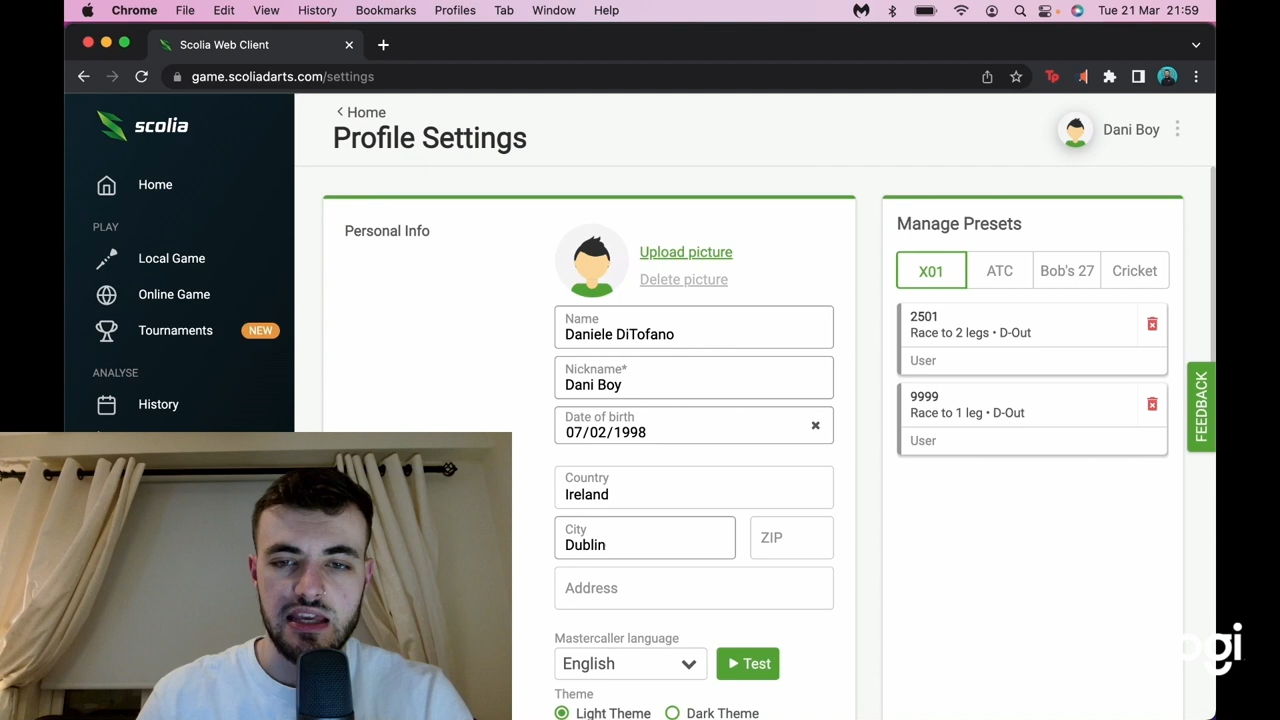 Chrome File Edit View History Bookmarks Profiles Tab Window Help Tue 21 Mar 21:59
Scolia Web Client
game.scoliadarts.com/settings
Tp
scolia
Home
PLAY
Local Game
Online Game
Tournaments NEW
ANALYSE
History
Home
Profile Settings
Dani Boy
Personal Info
Upload picture
Delete picture
Name
Daniele DiTofano
Nickname*
Dani Boy
Date of birth
07/02/1998
Country
Ireland
City
Dublin
ZIP
Address
Mastercaller language
English
Test
Theme
Light Theme Dark Theme
Manage Presets
X01 ATC Bob's 27 Cricket
2501
Race to 2 legs • D-Out
User
9999
Race to 1 leg • D-Out
User
FEEDBACK
ogi